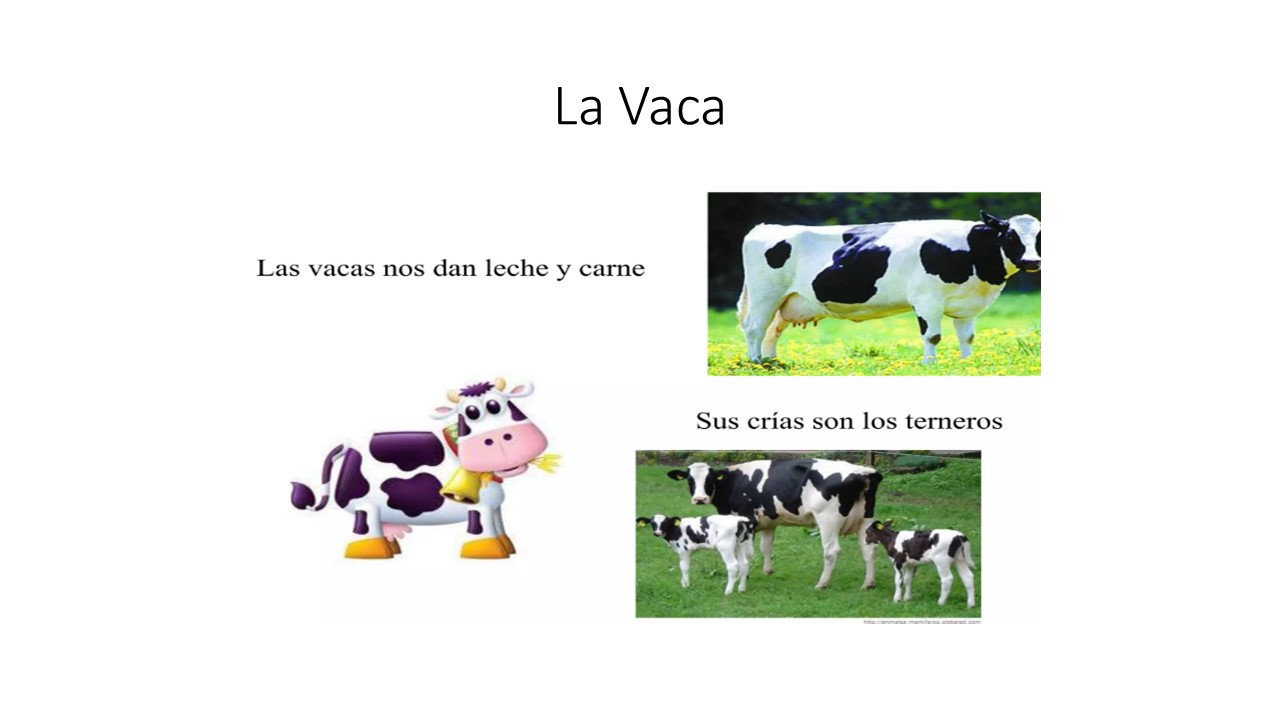 La Vaca
Las vacas nos dan leche y carne
Sus crías son los terneros